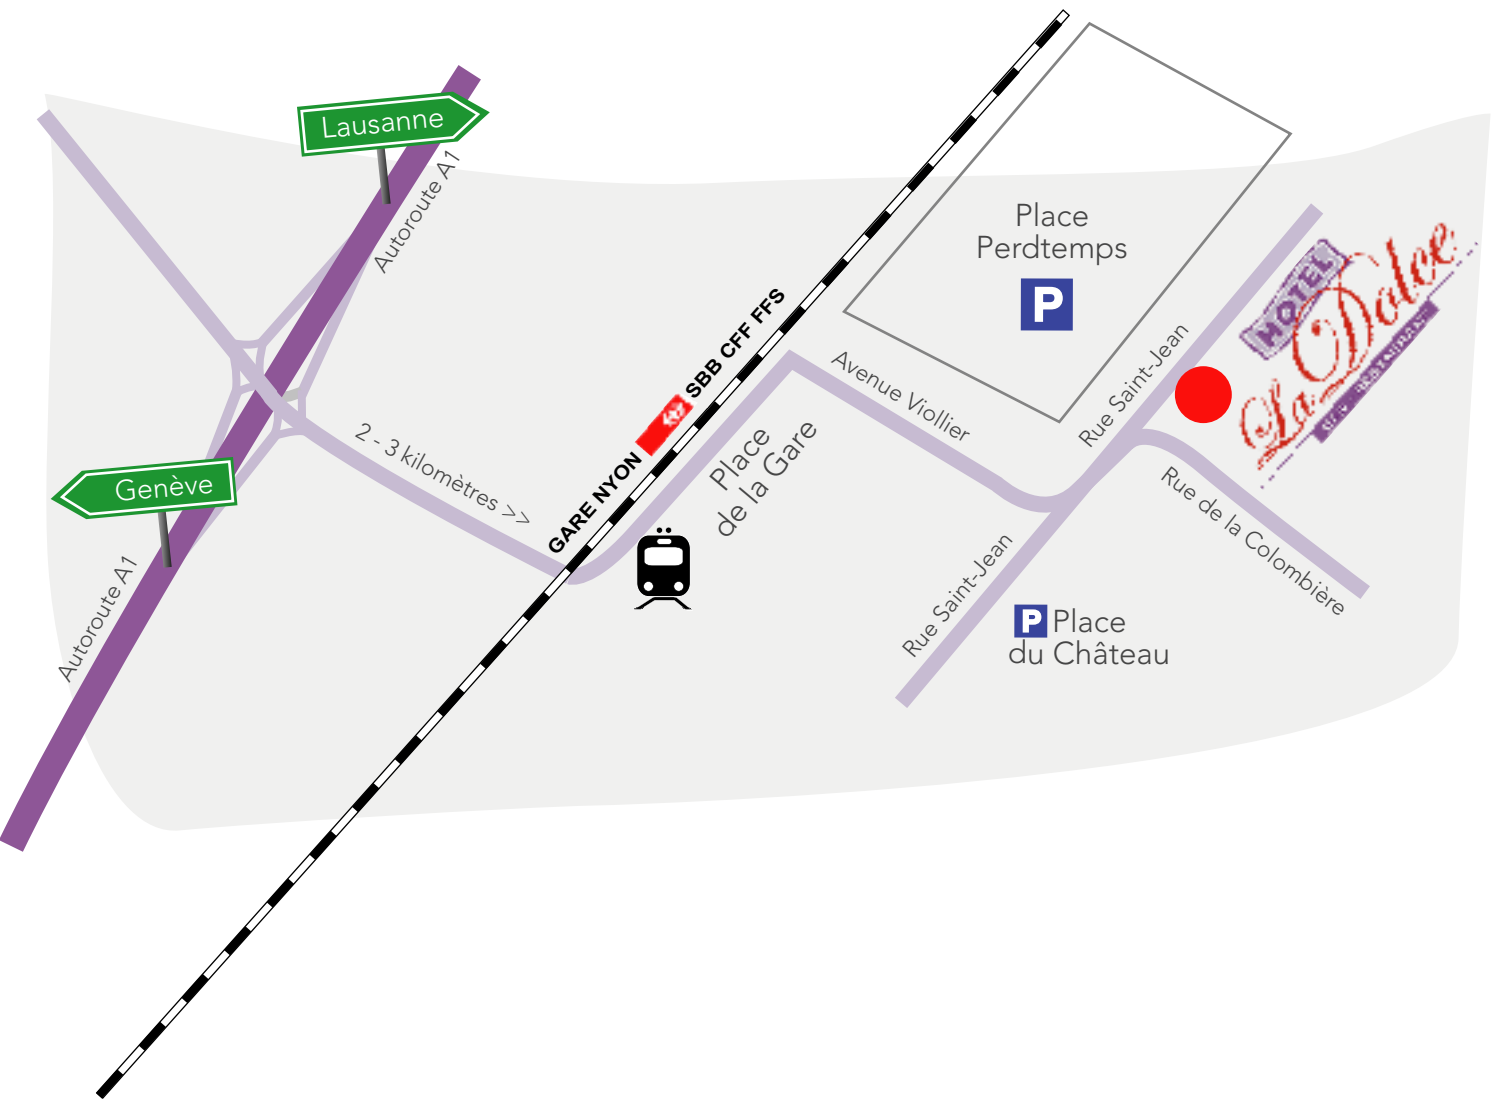 Lausanne
Autoroute A1
Place
Perdtemps
P
MOTEL
La Dolce
GARE NYON SBB CFF FFS
Rue Saint-Jean
Avenue Viollier
2 - 3 kilomètres >>
Place
de la Gare
Genève
Rue de la Colombière
Autoroute A1
Rue Saint-Jean
P Place
du Château